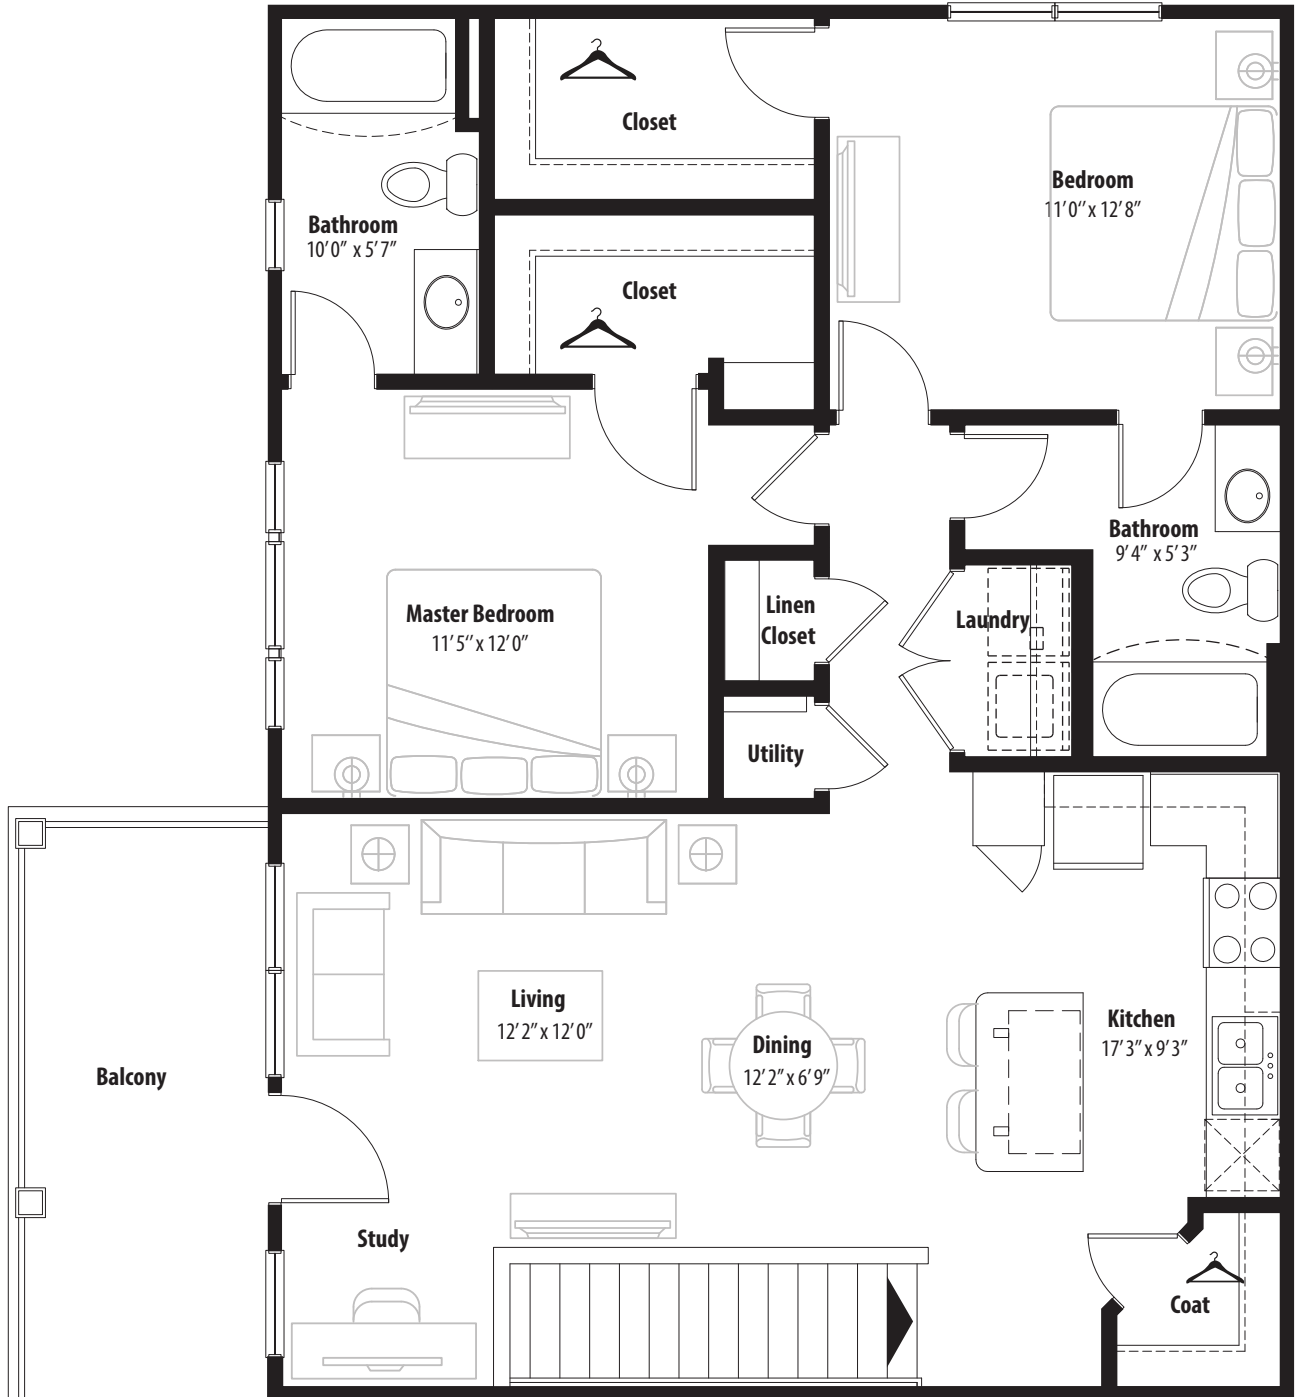 Closet
Bedroom
11'0" x 12'8"
Bathroom
10'0" x 5'7"
Closet
Bathroom
9'4" x 5'3"
Master Bedroom
11'5" x 12'0"
Linen
Closet
Laundry
Utility
Living
12'2" x 12'0"
Dining
12'2" x 6'9"
Kitchen
17'3" x 9'3"
Balcony
Study
Coat